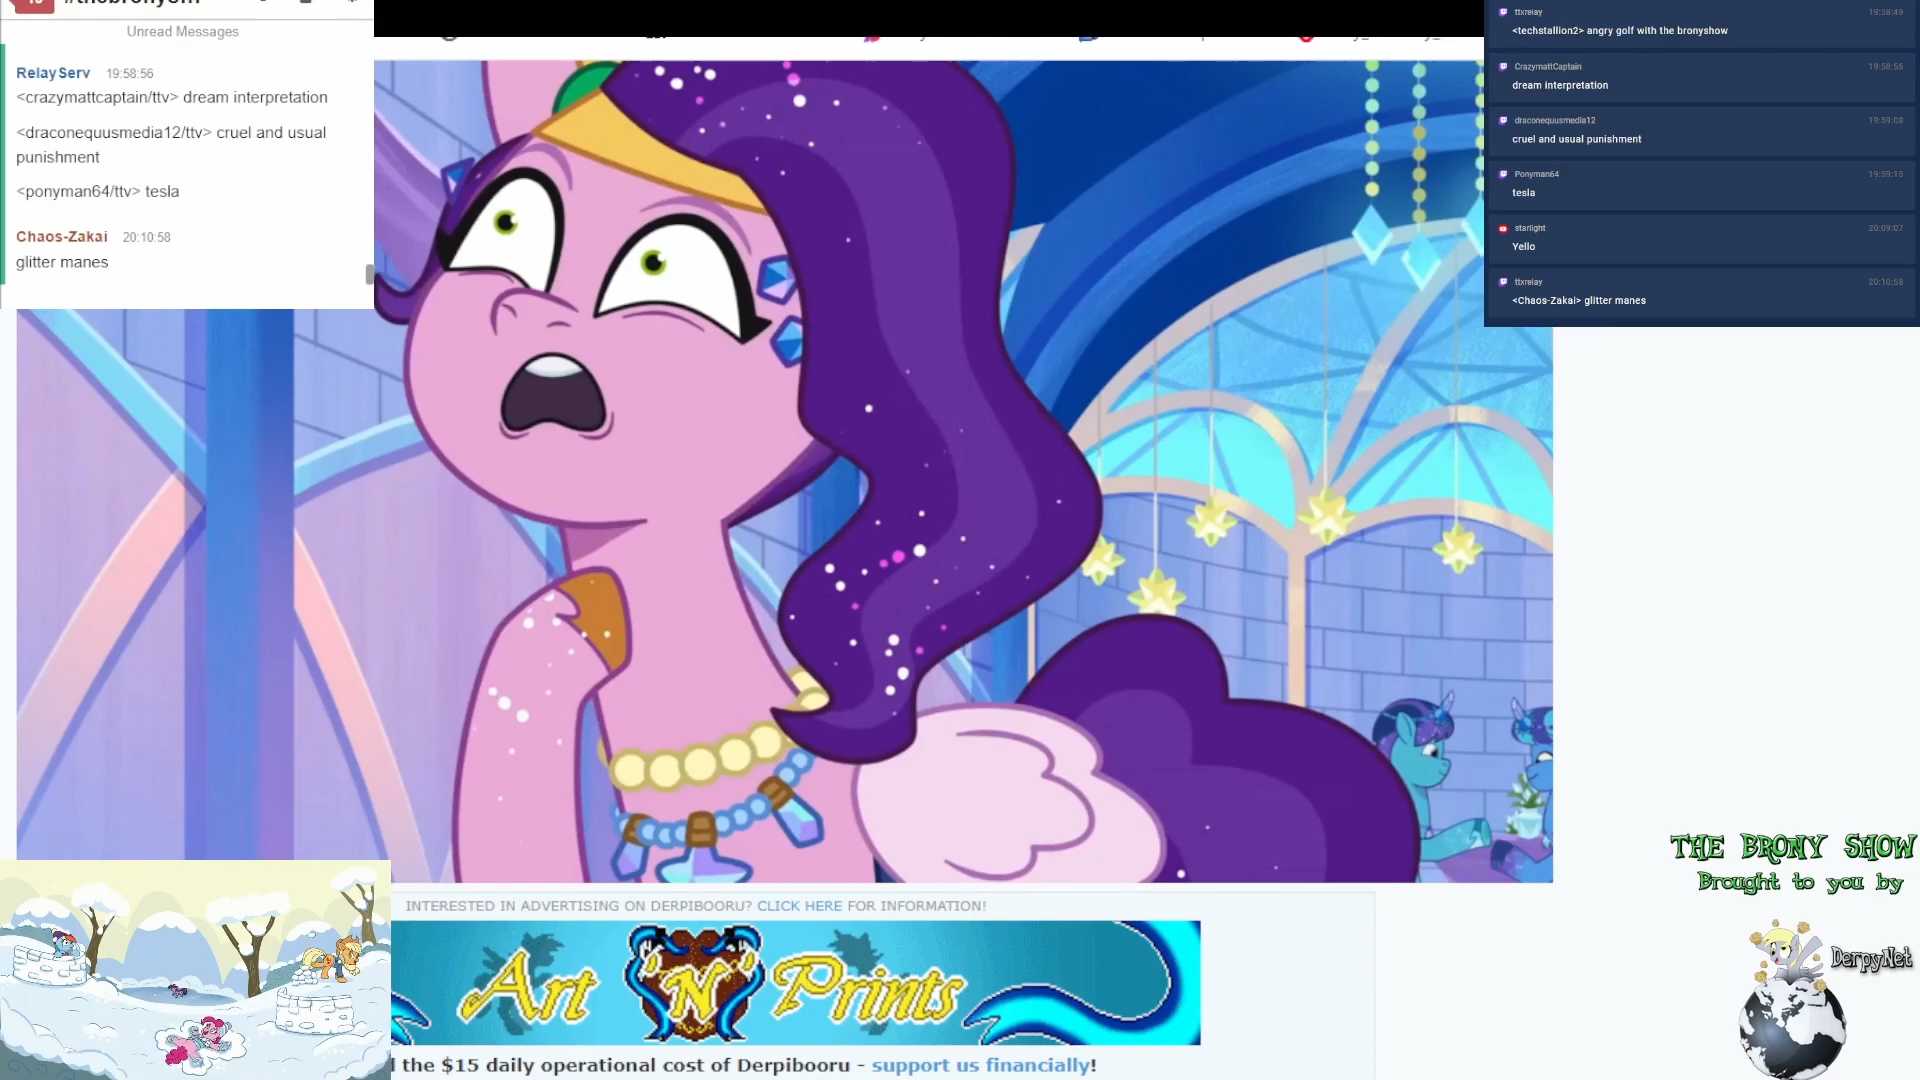 Unread Messages
RelayServ 19:58:56
<crazymattcaptain/ttv> dream interpretation
<draconequusmedia12/ttv> cruel and usual
punishment
<ponyman64/ttv> tesla
Chaos-Zakai 20:10:58
glitter manes
ttxrelay 19:58:49
<techstallion2> angry golf with the bronyshow
CrazymattCaptain 19:58:56
dream interpretation
draconequusmedia12 19:59:08
cruel and usual punishment
Ponyman64 19:59:15
tesla
starlight 20:09:07
Yello
ttxrelay 20:10:58
<Chaos-Zakai> glitter manes
THE BRONY SHOW
Brought to you by
DerpyNet
INTERESTED IN ADVERTISING ON DERPIBOORU? CLICK HERE FOR INFORMATION!
Art 'N' Prints
the $15 daily operational cost of Derpibooru - support us financially!